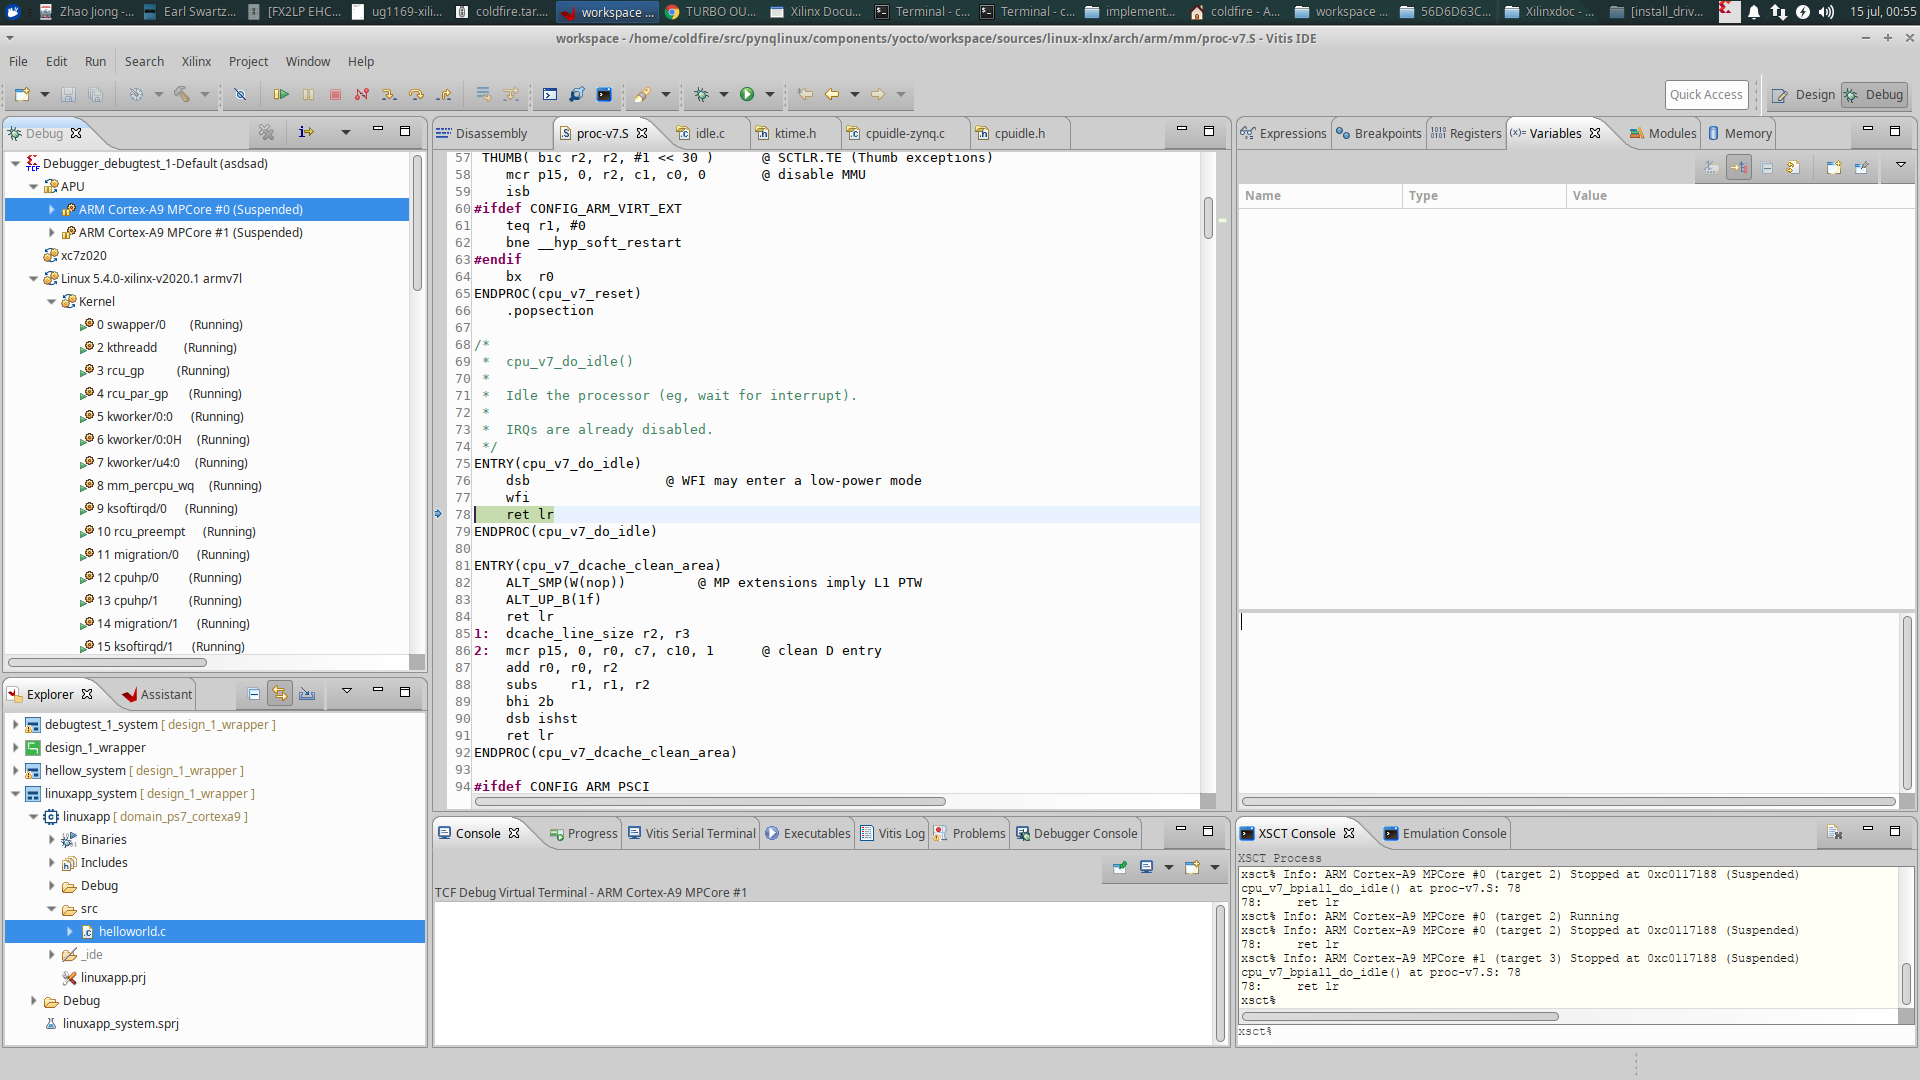 Zhao Jiong -... Earl Swartz... [FX2LP EHC... ug1169-xili... coldfire.tar.... workspace ... TURBO OU... Xilinx Docu... Terminal - c... Terminal - c... implement... coldfire - A... workspace ... 56D6D63C... Xilinxdoc - ... [install_driv... 15 jul, 00:55
workspace - /home/coldfire/src/pynqlinux/components/yocto/workspace/sources/linux-xlnx/arch/arm/mm/proc-v7.S - Vitis IDE
File Edit Run Search Xilinx Project Window Help
Quick Access Design Debug
Debug
Debugger_debugtest_1-Default (asdsad)
APU
ARM Cortex-A9 MPCore #0 (Suspended)
ARM Cortex-A9 MPCore #1 (Suspended)
xc7z020
Linux 5.4.0-xilinx-v2020.1 armv7l
Kernel
0 swapper/0 (Running)
2 kthreadd (Running)
3 rcu_gp (Running)
4 rcu_par_gp (Running)
5 kworker/0:0 (Running)
6 kworker/0:0H (Running)
7 kworker/u4:0 (Running)
8 mm_percpu_wq (Running)
9 ksoftirqd/0 (Running)
10 rcu_preempt (Running)
11 migration/0 (Running)
12 cpuhp/0 (Running)
13 cpuhp/1 (Running)
14 migration/1 (Running)
15 ksoftirqd/1 (Running)
Disassembly proc-v7.S idle.c ktime.h cpuidle-zynq.c cpuidle.h
57 THUMB( bic r2, r2, #1 << 30 ) @ SCTLR.TE (Thumb exceptions)
58 mcr p15, 0, r2, c1, c0, 0 @ disable MMU
59 isb
60 #ifdef CONFIG_ARM_VIRT_EXT
61 teq r1, #0
62 bne __hyp_soft_restart
63 #endif
64 bx r0
65 ENDPROC(cpu_v7_reset)
66 .popsection
67
68 /*
69 * cpu_v7_do_idle()
70 *
71 * Idle the processor (eg, wait for interrupt).
72 *
73 * IRQs are already disabled.
74 */
75 ENTRY(cpu_v7_do_idle)
76 dsb @ WFI may enter a low-power mode
77 wfi
78 ret lr
79 ENDPROC(cpu_v7_do_idle)
80
81 ENTRY(cpu_v7_dcache_clean_area)
82 ALT_SMP(W(nop)) @ MP extensions imply L1 PTW
83 ALT_UP_B(1f)
84 ret lr
85 1: dcache_line_size r2, r3
86 2: mcr p15, 0, r0, c7, c10, 1 @ clean D entry
87 add r0, r0, r2
88 subs r1, r1, r2
89 bhi 2b
90 dsb ishst
91 ret lr
92 ENDPROC(cpu_v7_dcache_clean_area)
93
94 #ifdef CONFIG_ARM_PSCI
Expressions Breakpoints Registers Variables Modules Memory
Name Type Value
Explorer Assistant
debugtest_1_system [ design_1_wrapper ]
design_1_wrapper
hellow_system [ design_1_wrapper ]
linuxapp_system [ design_1_wrapper ]
linuxapp [ domain_ps7_cortexa9 ]
Binaries
Includes
Debug
src
helloworld.c
_ide
linuxapp.prj
Debug
linuxapp_system.sprj
Console Progress Vitis Serial Terminal Executables Vitis Log Problems Debugger Console
TCF Debug Virtual Terminal - ARM Cortex-A9 MPCore #1
XSCT Console Emulation Console
XSCT Process
xsct% Info: ARM Cortex-A9 MPCore #0 (target 2) Stopped at 0xc0117188 (Suspended)
cpu_v7_bpiall_do_idle() at proc-v7.S: 78
78: ret lr
xsct% Info: ARM Cortex-A9 MPCore #0 (target 2) Running
xsct% Info: ARM Cortex-A9 MPCore #0 (target 2) Stopped at 0xc0117188 (Suspended)
78: ret lr
xsct% Info: ARM Cortex-A9 MPCore #1 (target 3) Stopped at 0xc0117188 (Suspended)
cpu_v7_bpiall_do_idle() at proc-v7.S: 78
78: ret lr
xsct%
xsct%